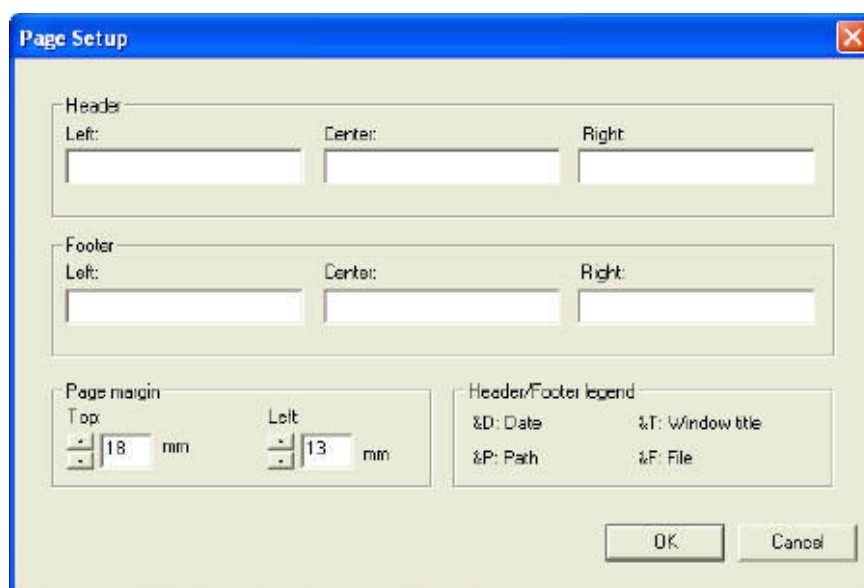 Page Setup
Header
Left: Center: Right:
Footer
Left: Center: Right:
Page margin
Top: Left:
18 mm 13 mm
Header/Footer legend
&D: Date &T: Window title
&P: Path &F: File
OK Cancel